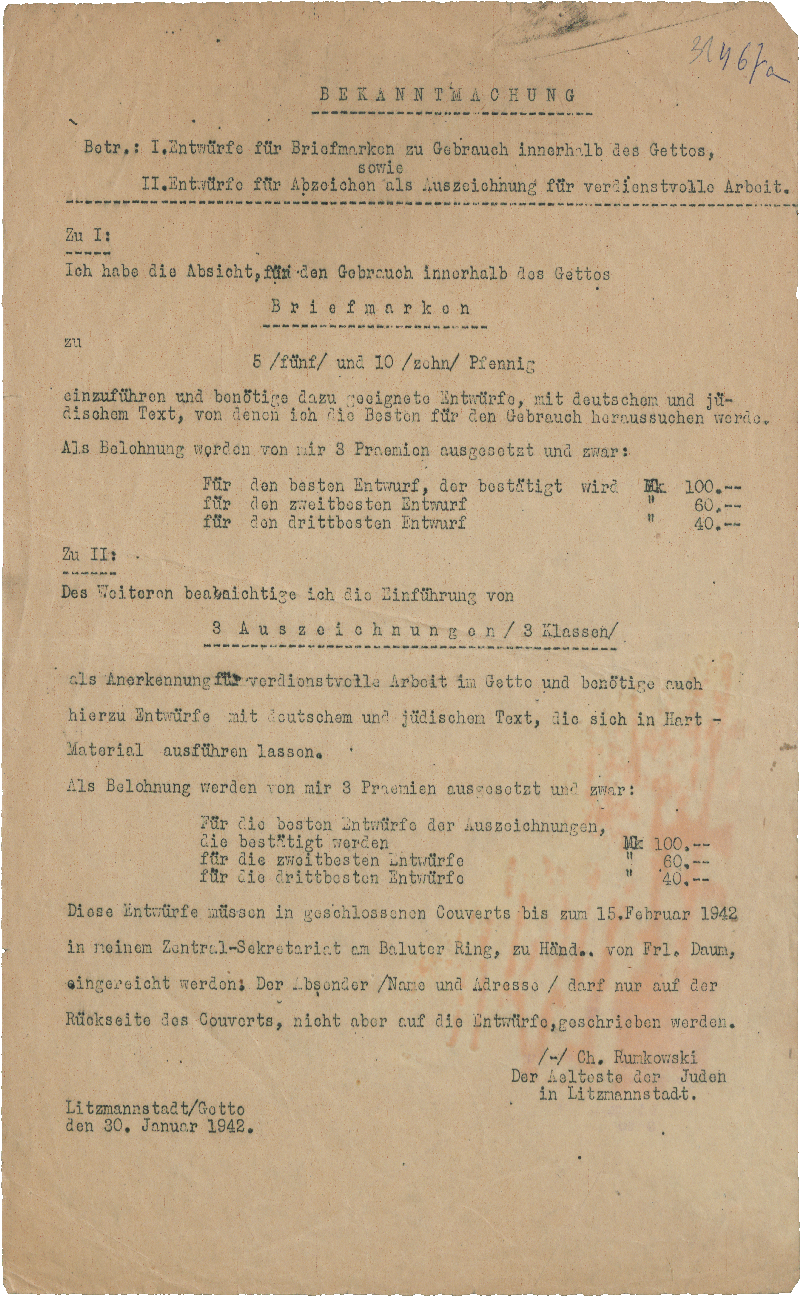 3146/a
B E K A N N T M A C H U N G
Betr.: I.Entwürfe für Briefmarken zu Gebrauch innerhalb des Gettos,
sowie
II.Entwürfe für Abzeichen als Auszeichnung für verdienstvolle Arbeit.
Zu I:
Ich habe die Absicht, für den Gebrauch innerhalb des Gettos
B r i e f m a r k e n
zu
5 /fünf/ und 10 /zehn/ Pfennig
einzuführen und benötige dazu geeignete Entwürfe, mit deutschem und jü-
dischem Text, von denen ich die Besten für den Gebrauch heraussuchen werde.
Als Belohnung werden von mir 3 Praemien ausgesetzt und zwar:
Für den besten Entwurf, der bestätigt wird Mk 100.--
für den zweitbesten Entwurf " 60.--
für den drittbesten Entwurf " 40.--
Zu II:
Des Weiteren beabsichtige ich die Einführung von
3 A u s z e i c h n u n g e n / 3 Klassen/
als Anerkennung für verdienstvolle Arbeit im Getto und benötige auch
hierzu Entwürfe mit deutschem und jüdischem Text, die sich in Hart -
Material ausführen lassen.
Als Belohnung werden von mir 3 Praemien ausgesetzt und zwar:
Für die besten Entwürfe der Auszeichnungen,
die bestätigt werden Mk 100.--
für die zweitbesten Entwürfe " 60.--
für die drittbesten Entwürfe " 40.--
Diese Entwürfe müssen in geschlossenen Couverts bis zum 15.Februar 1942
in meinem Zentral-Sekretariat am Baluter Ring, zu Händ.. von Frl. Daum,
eingereicht werden: Der Absender /Name und Adresse / darf nur auf der
Rückseite des Couverts, nicht aber auf die Entwürfe,geschrieben werden.
/-/ Ch. Rumkowski
Der Aelteste der Juden
in Litzmannstadt.
Litzmannstadt/Getto
den 30. Januar 1942.